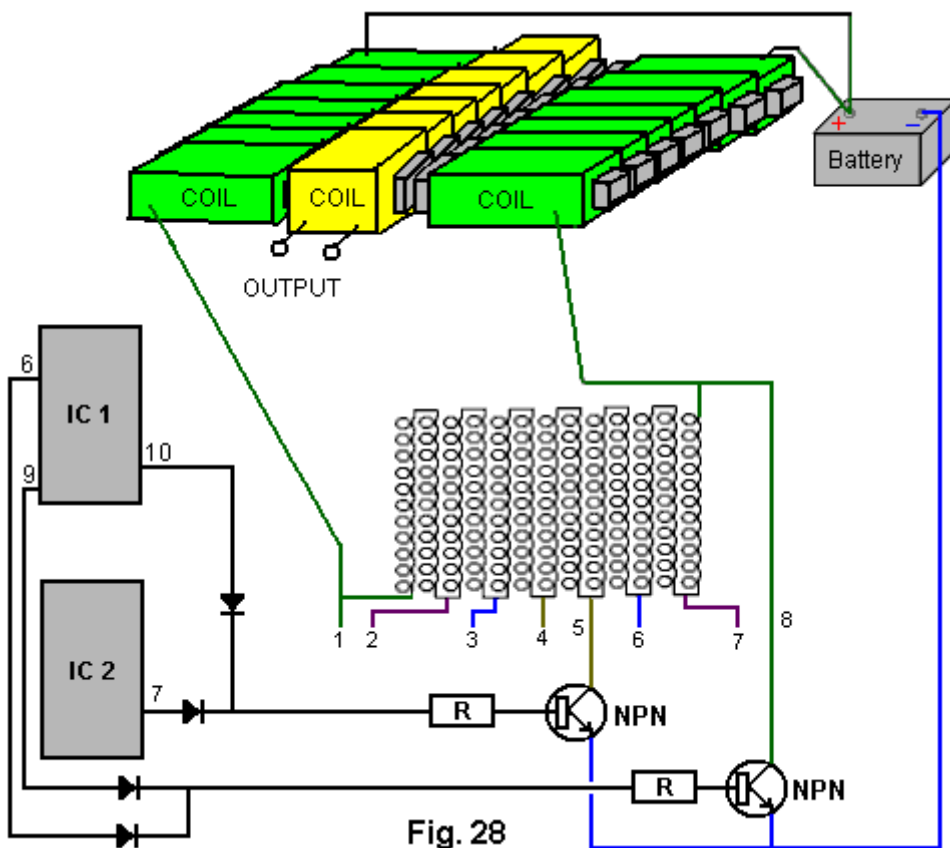 + −
Battery
COIL
COIL
COIL
OUTPUT
6
IC 1
10
9
1
2
3
4
5
6
7
8
IC 2
7
R
NPN
R
NPN
Fig. 28